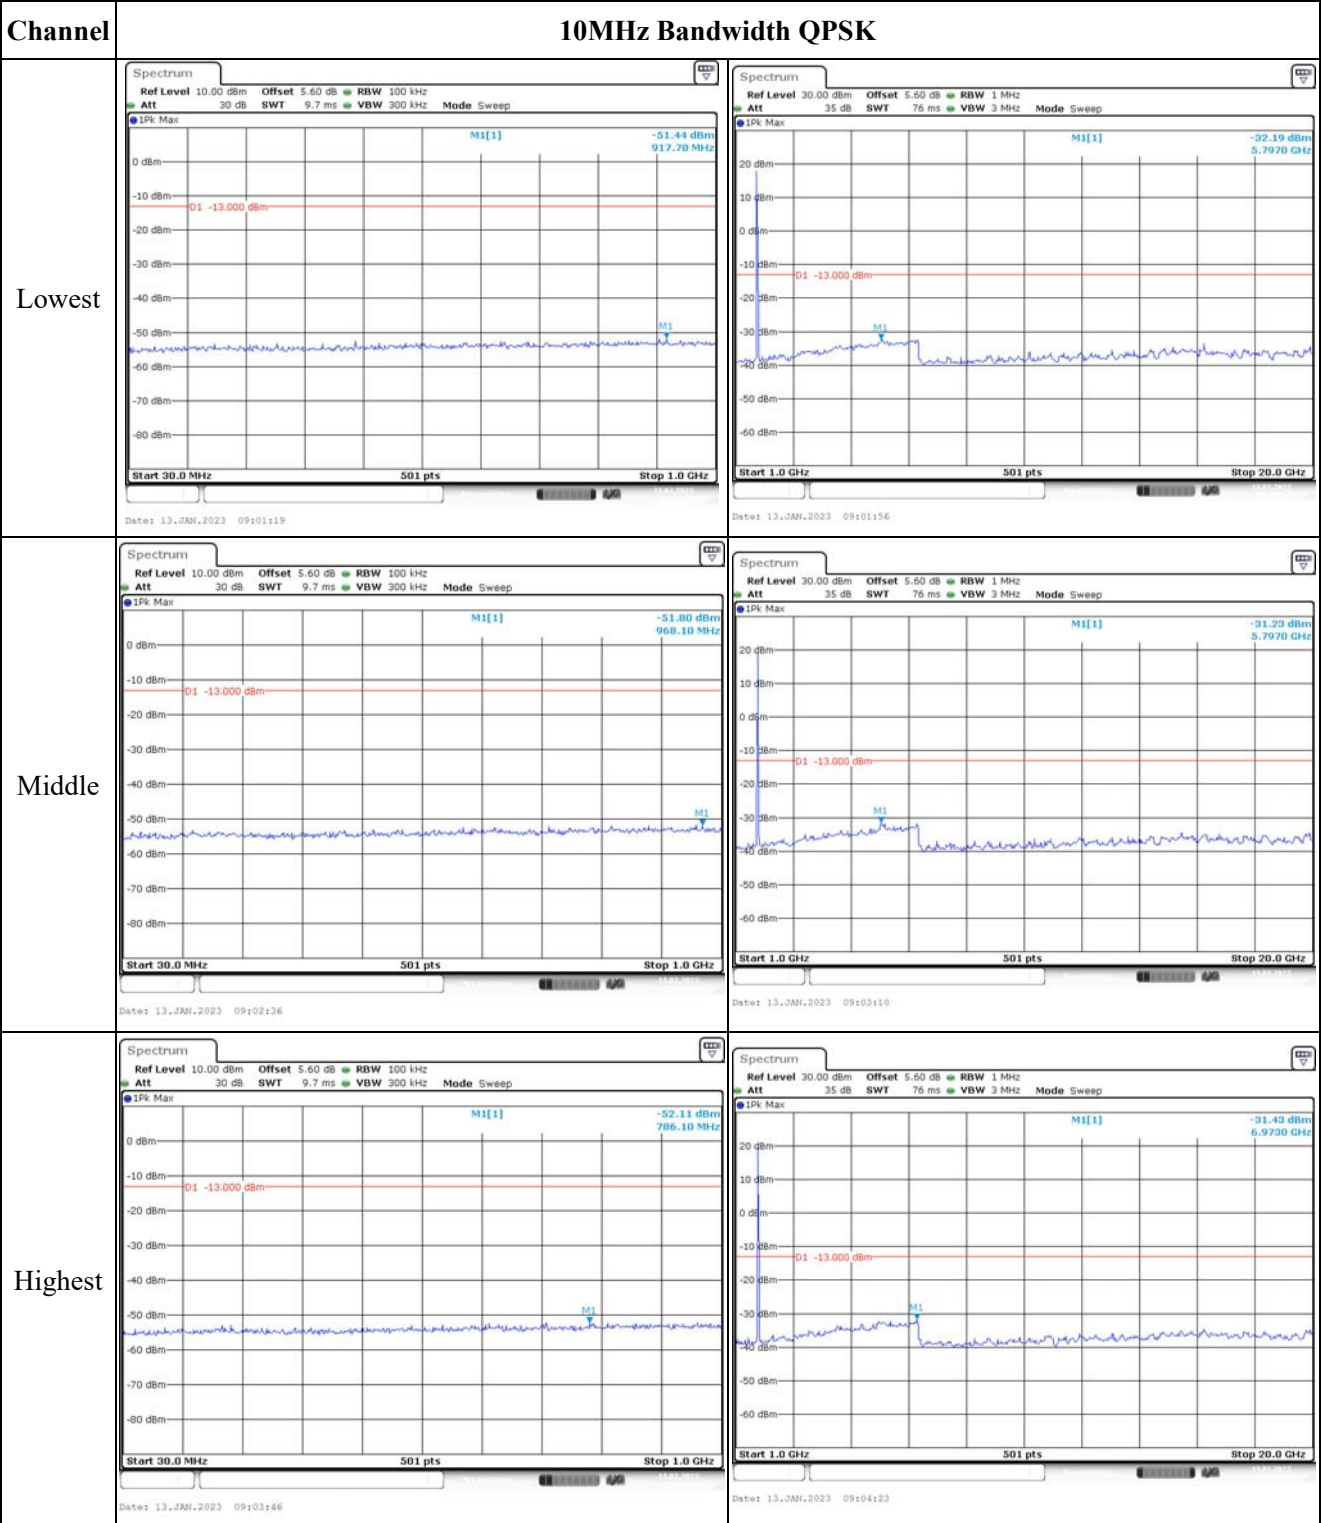 Channel 10MHz Bandwidth QPSK
Lowest
Spectrum
Ref Level 10.00 dBm Offset 5.60 dB RBW 100 kHz
Att 30 dB SWT 9.7 ms VBW 300 kHz Mode Sweep
1Pk Max
M1[1] -51.44 dBm
917.70 MHz
0 dBm
-10 dBm
D1 -13.000 dBm
-20 dBm
-30 dBm
-40 dBm
-50 dBm
M1
-60 dBm
-70 dBm
-80 dBm
Start 30.0 MHz 501 pts Stop 1.0 GHz
Date: 13.JAN.2023 09:01:19
Spectrum
Ref Level 30.00 dBm Offset 5.60 dB RBW 1 MHz
Att 35 dB SWT 76 ms VBW 3 MHz Mode Sweep
1Pk Max
M1[1] -32.19 dBm
5.7970 GHz
20 dBm
10 dBm
0 dBm
-10 dBm
D1 -13.000 dBm
-20 dBm
-30 dBm
M1
-40 dBm
-50 dBm
-60 dBm
Start 1.0 GHz 501 pts Stop 20.0 GHz
Date: 13.JAN.2023 09:01:56
Middle
Spectrum
Ref Level 10.00 dBm Offset 5.60 dB RBW 100 kHz
Att 30 dB SWT 9.7 ms VBW 300 kHz Mode Sweep
1Pk Max
M1[1] -51.80 dBm
968.10 MHz
0 dBm
-10 dBm
D1 -13.000 dBm
-20 dBm
-30 dBm
-40 dBm
-50 dBm
M1
-60 dBm
-70 dBm
-80 dBm
Start 30.0 MHz 501 pts Stop 1.0 GHz
Date: 13.JAN.2023 09:02:36
Spectrum
Ref Level 30.00 dBm Offset 5.60 dB RBW 1 MHz
Att 35 dB SWT 76 ms VBW 3 MHz Mode Sweep
1Pk Max
M1[1] -31.23 dBm
5.7970 GHz
20 dBm
10 dBm
0 dBm
-10 dBm
D1 -13.000 dBm
-20 dBm
-30 dBm
M1
-40 dBm
-50 dBm
-60 dBm
Start 1.0 GHz 501 pts Stop 20.0 GHz
Date: 13.JAN.2023 09:03:10
Highest
Spectrum
Ref Level 10.00 dBm Offset 5.60 dB RBW 100 kHz
Att 30 dB SWT 9.7 ms VBW 300 kHz Mode Sweep
1Pk Max
M1[1] -52.11 dBm
786.10 MHz
0 dBm
-10 dBm
D1 -13.000 dBm
-20 dBm
-30 dBm
-40 dBm
-50 dBm
M1
-60 dBm
-70 dBm
-80 dBm
Start 30.0 MHz 501 pts Stop 1.0 GHz
Date: 13.JAN.2023 09:03:46
Spectrum
Ref Level 30.00 dBm Offset 5.60 dB RBW 1 MHz
Att 35 dB SWT 76 ms VBW 3 MHz Mode Sweep
1Pk Max
M1[1] -31.43 dBm
6.9730 GHz
20 dBm
10 dBm
0 dBm
-10 dBm
D1 -13.000 dBm
-20 dBm
-30 dBm
M1
-40 dBm
-50 dBm
-60 dBm
Start 1.0 GHz 501 pts Stop 20.0 GHz
Date: 13.JAN.2023 09:04:23